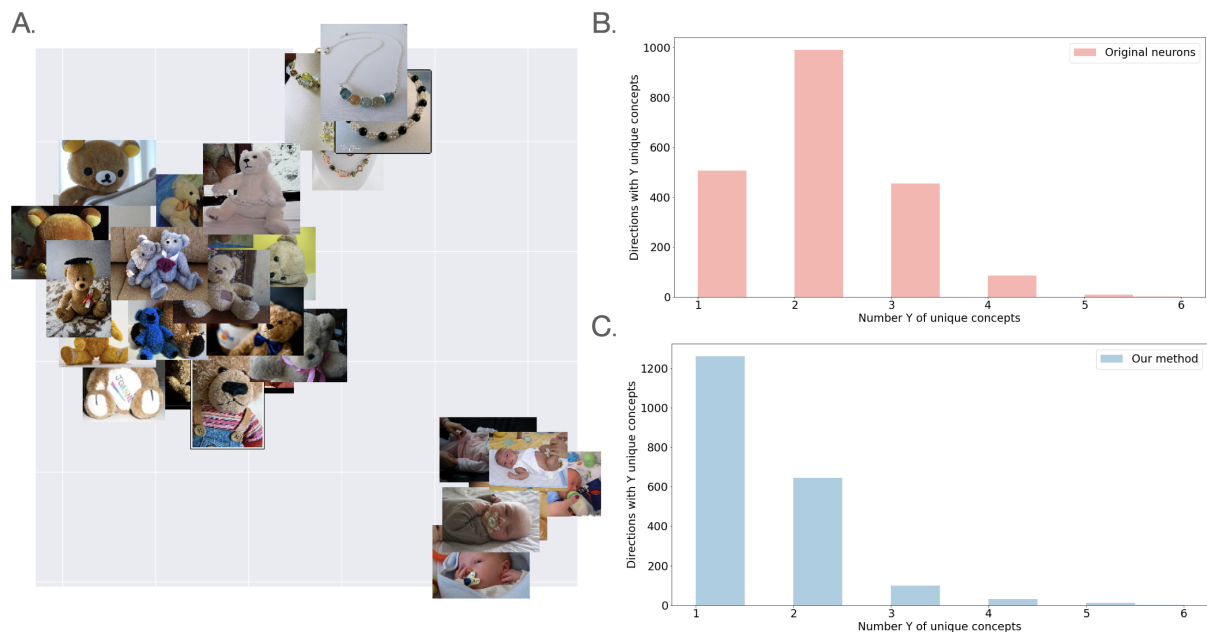 A.
B.
1000
800
600
400
200
0
Directions with Y unique concepts
Original neurons
1 2 3 4 5 6
Number Y of unique concepts
C.
1200
1000
800
600
400
200
0
Directions with Y unique concepts
Our method
1 2 3 4 5 6
Number Y of unique concepts